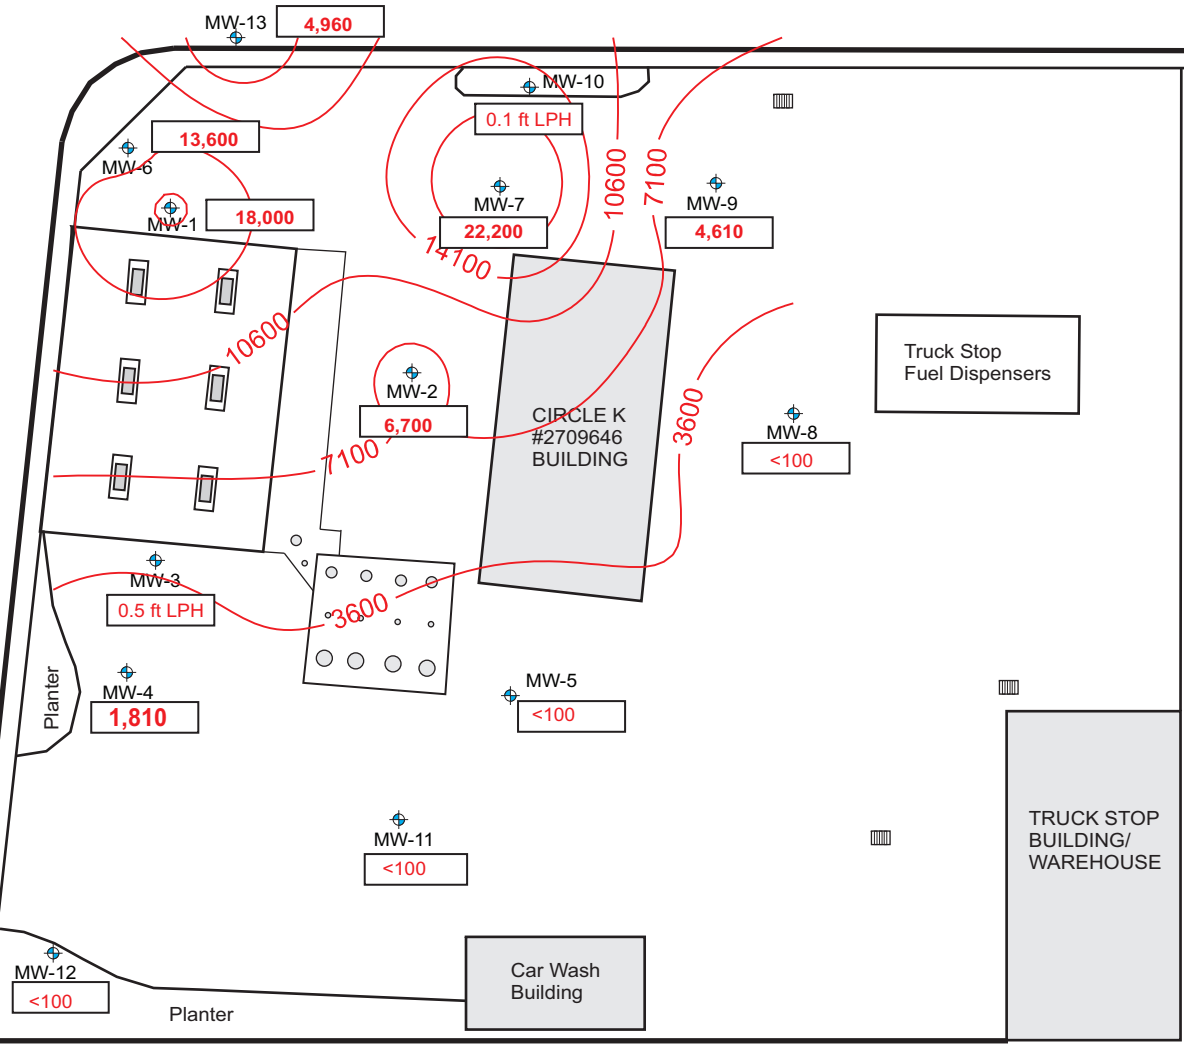 MW-13
4,960
MW-10
0.1 ft LPH
13,600
MW-6
MW-1
18,000
MW-7
22,200
MW-9
4,610
10600
7100
14100
10600
Truck Stop
Fuel Dispensers
MW-2
6,700
CIRCLE K
#2709646
BUILDING
3600
MW-8
<100
7100
MW-3
0.5 ft LPH
3600
MW-4
1,810
Planter
MW-5
<100
MW-11
<100
TRUCK STOP
BUILDING/
WAREHOUSE
MW-12
<100
Planter
Car Wash
Building